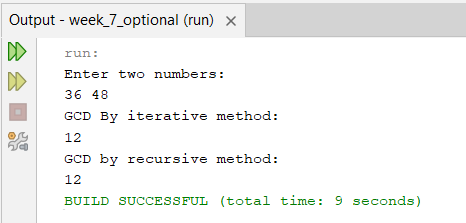 Output - week_7_optional (run) ×
run:
Enter two numbers:
36 48
GCD By iterative method:
12
GCD by recursive method:
12
BUILD SUCCESSFUL (total time: 9 seconds)